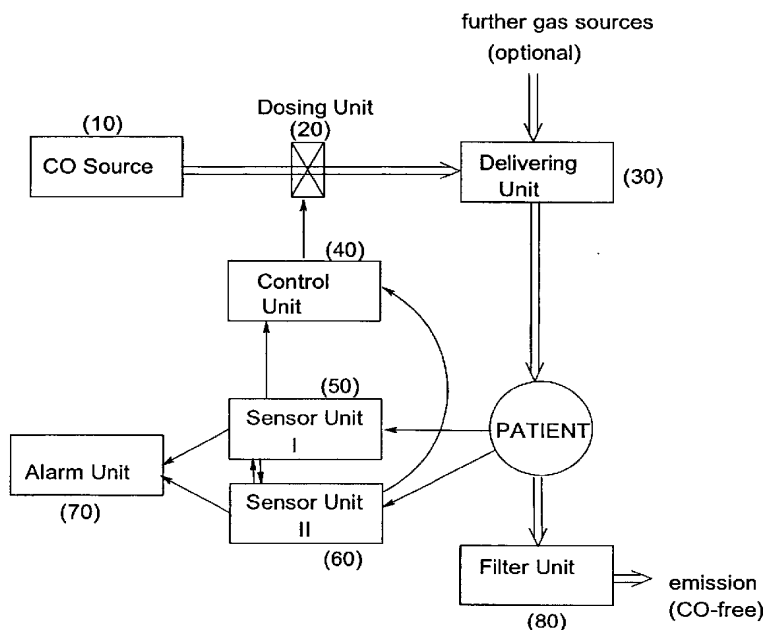 further gas sources
(optional)
Dosing Unit
(20)
(10)
CO Source
Delivering
Unit
(30)
(40)
Control
Unit
(50)
Sensor Unit
I
PATIENT
Alarm Unit
(70)
Sensor Unit
II
(60)
Filter Unit
(80)
emission
(CO-free)